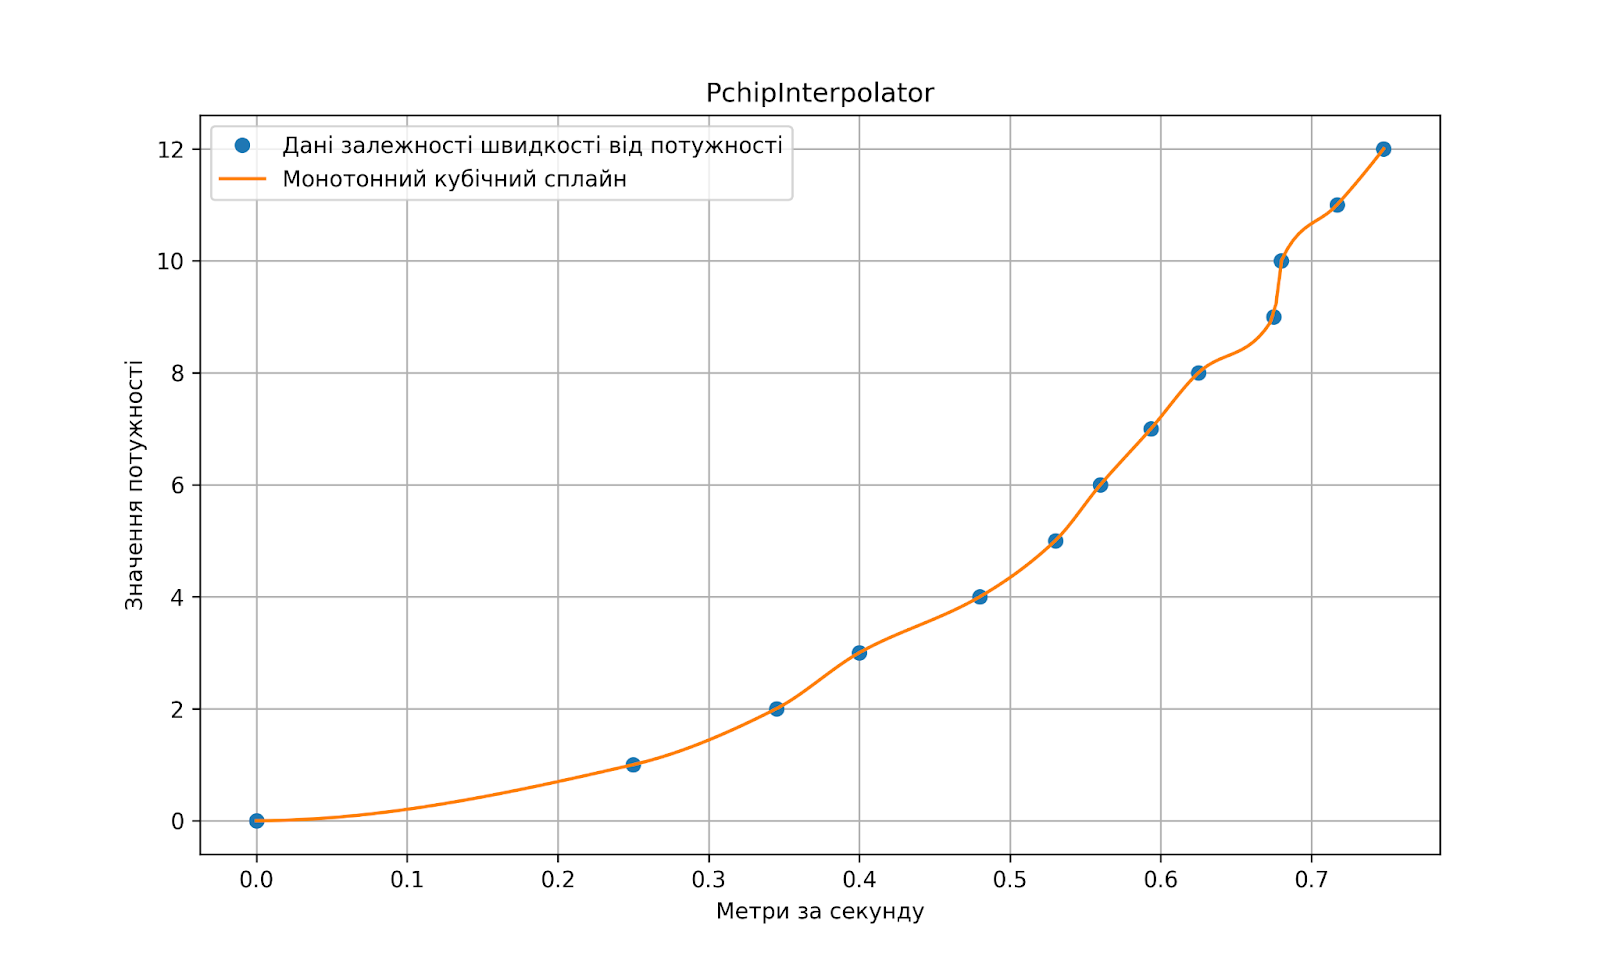 PchipInterpolator
Дані залежності швидкості від потужності
Монотонний кубічний сплайн
12
10
8
6
4
2
0
Значення потужності
0.0 0.1 0.2 0.3 0.4 0.5 0.6 0.7
Метри за секунду